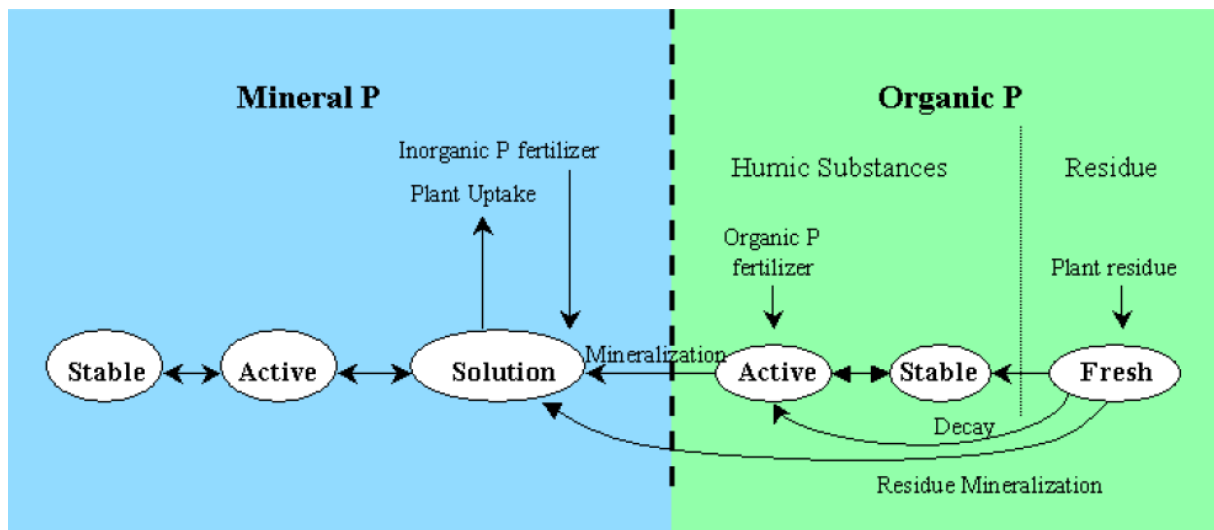 Mineral P
Organic P
Inorganic P fertilizer
Plant Uptake
Humic Substances
Residue
Organic P
fertilizer
Plant residue
Stable
Active
Solution
Mineralization
Active
Stable
Fresh
Decay
Residue Mineralization